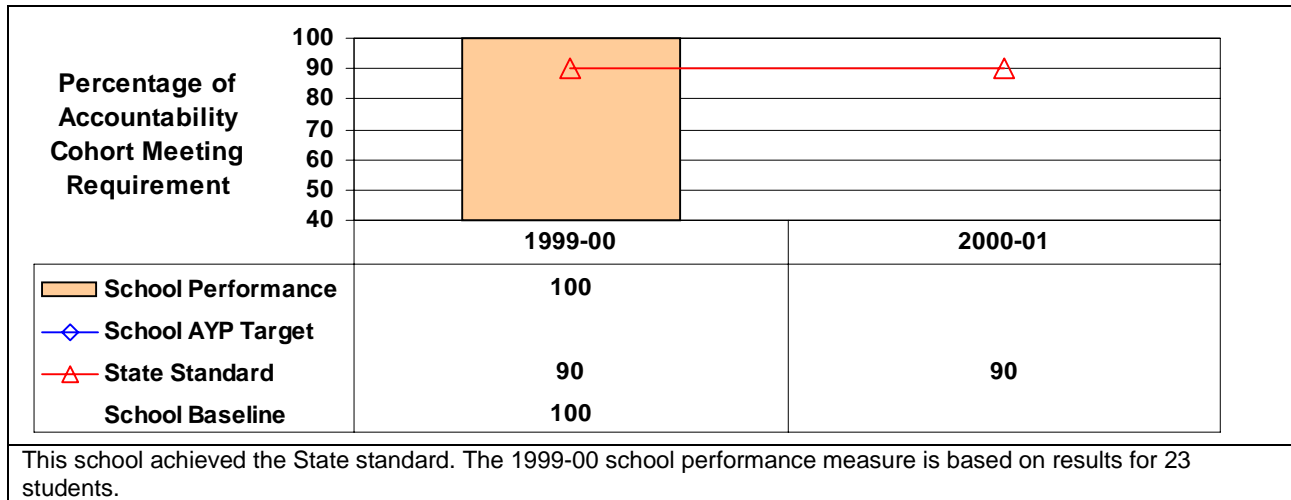 Percentage of
Accountability
Cohort Meeting
Requirement
100
90
80
70
60
50
40
1999-00 2000-01
School Performance 100
School AYP Target
State Standard 90 90
School Baseline 100
This school achieved the State standard. The 1999-00 school performance measure is based on results for 23
students.